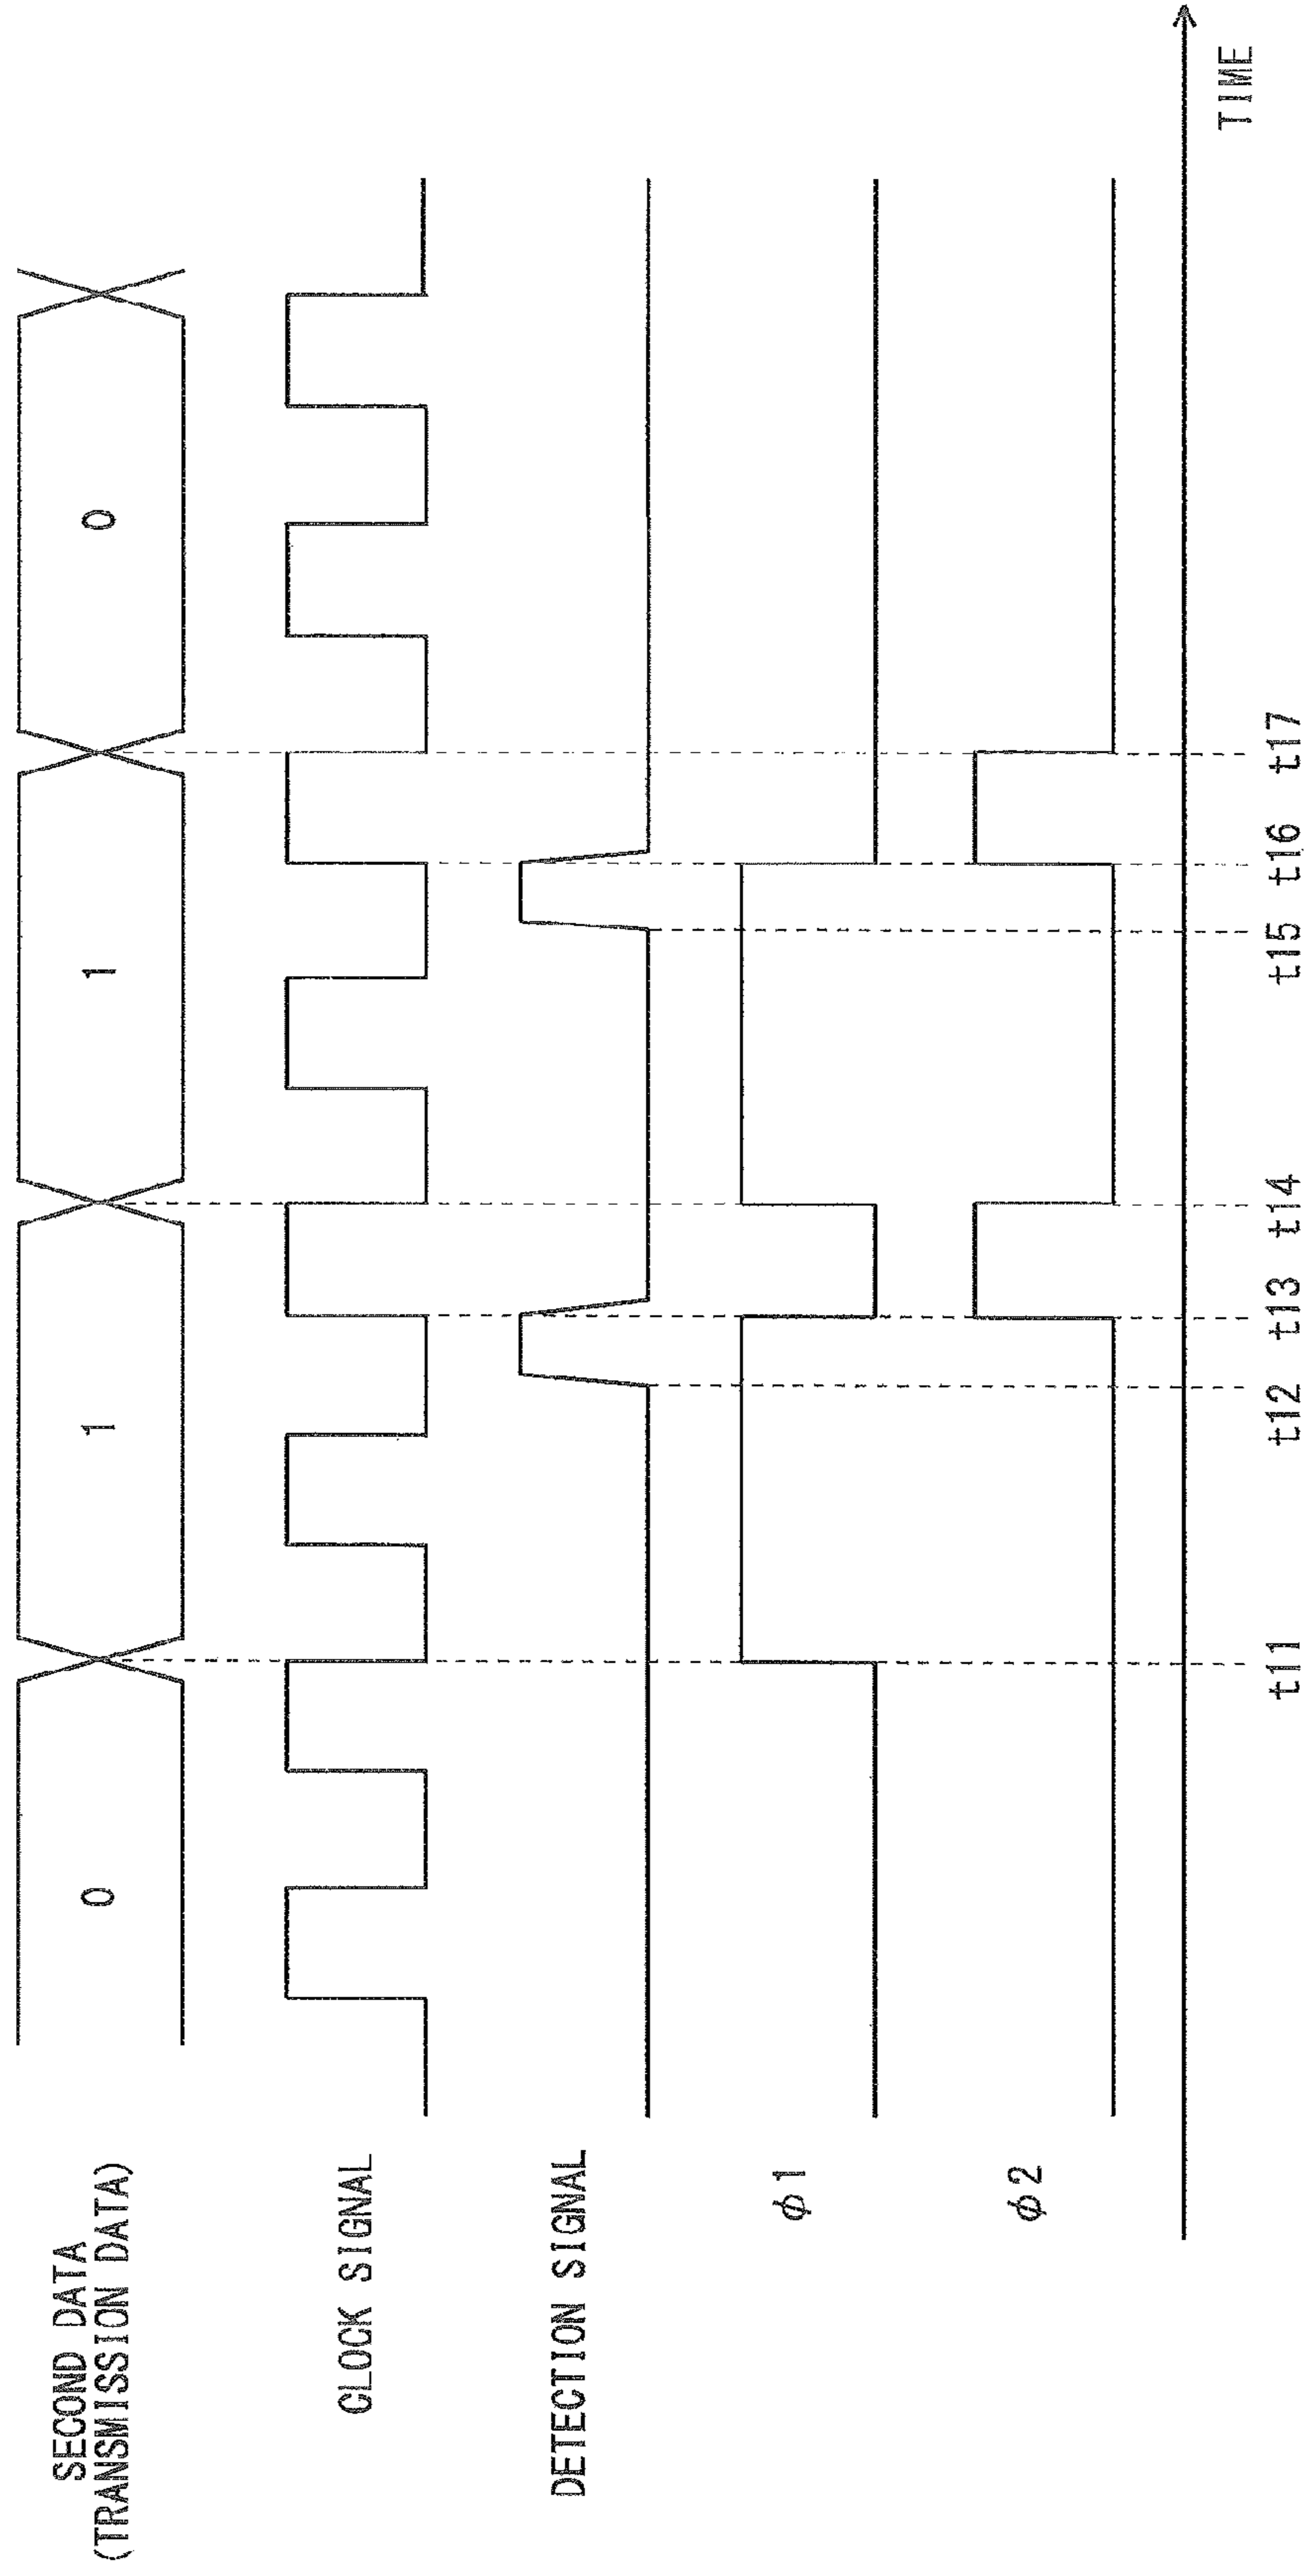 SECOND DATA
(TRANSMISSION DATA)
0
1
1
0
CLOCK SIGNAL
DETECTION SIGNAL
φ1
φ2
TIME
t11
t12
t13
t14
t15
t16
t17